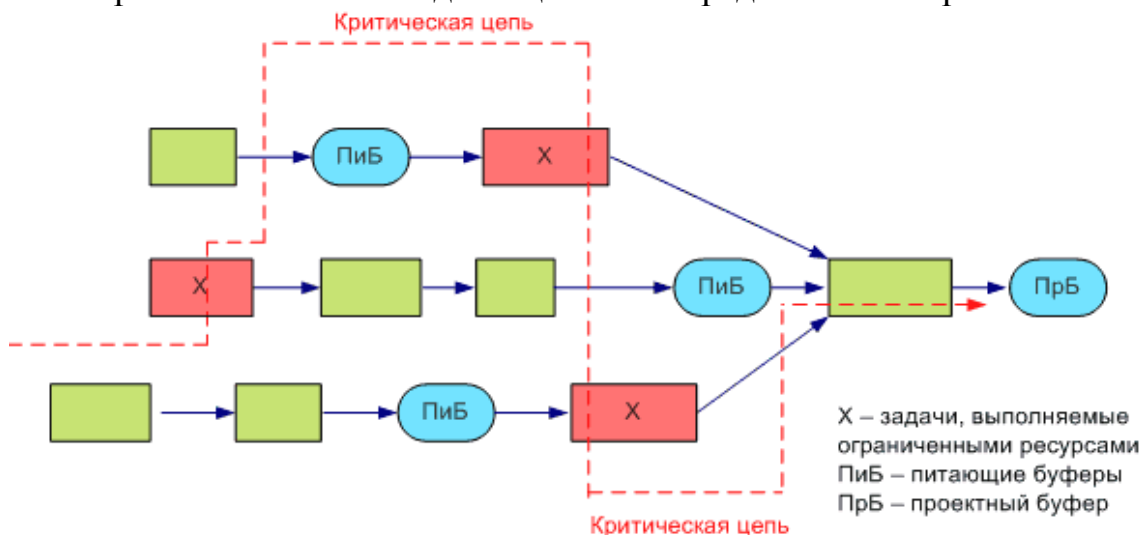 Критическая цепь
ПиБ
X
X
ПиБ
ПрБ
ПиБ
X
X – задачи, выполняемые
ограниченными ресурсами
ПиБ – питающие буферы
ПрБ – проектный буфер
Критическая цепь